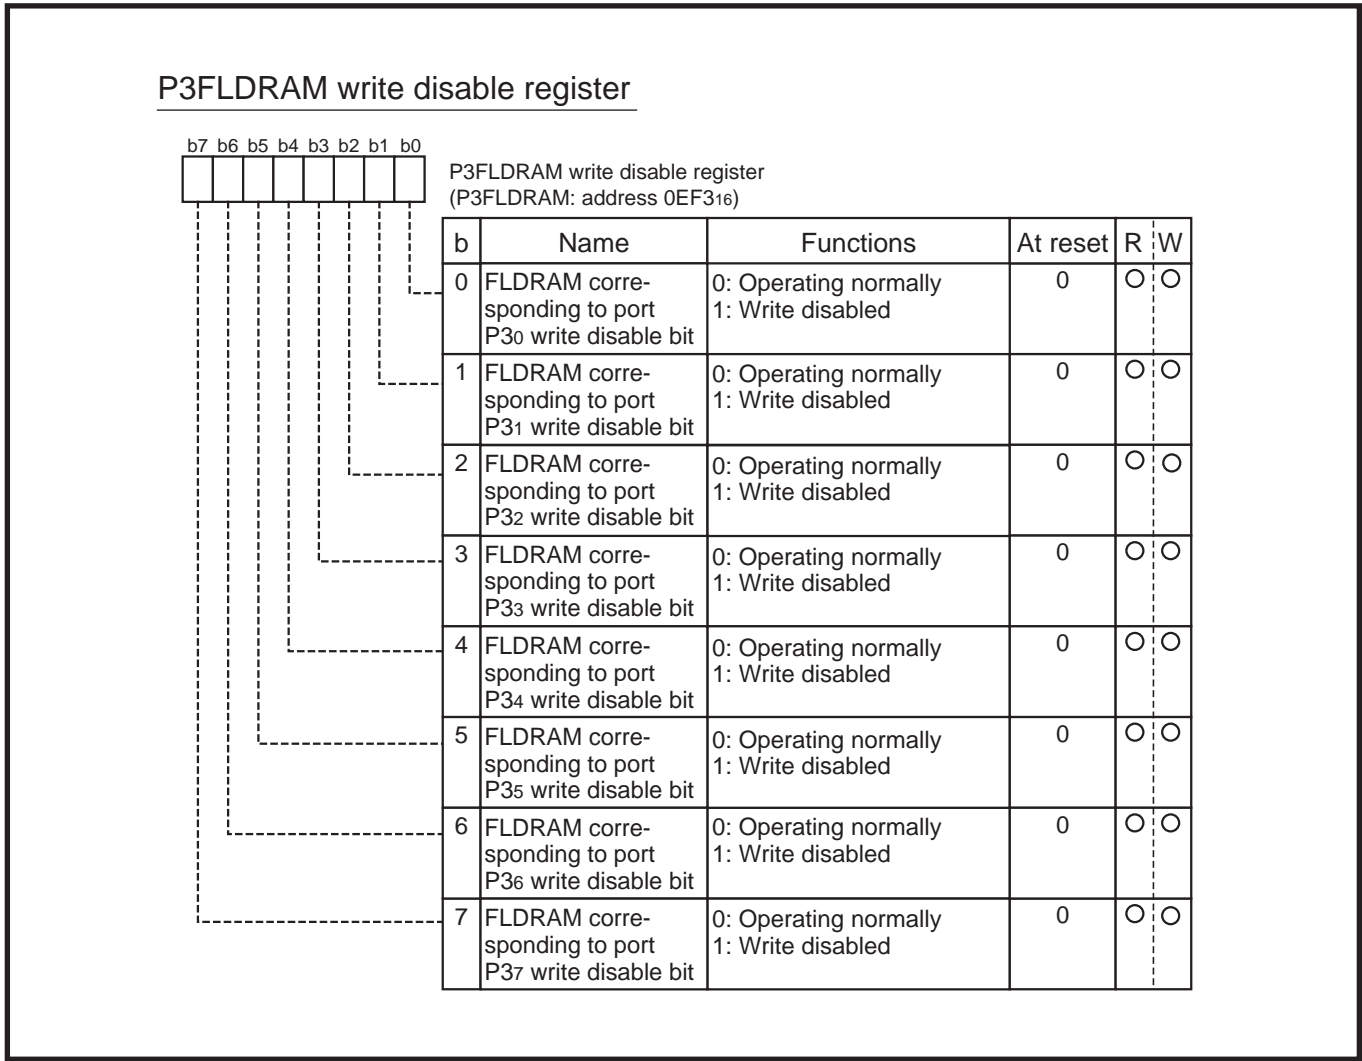 P3FLDRAM write disable register
b7 b6 b5 b4 b3 b2 b1 b0
P3FLDRAM write disable register
(P3FLDRAM: address 0EF316)
b Name Functions At reset R W
0 FLDRAM corre- 0: Operating normally 0 ○ ○
sponding to port 1: Write disabled
P30 write disable bit
1 FLDRAM corre- 0: Operating normally 0 ○ ○
sponding to port 1: Write disabled
P31 write disable bit
2 FLDRAM corre- 0: Operating normally 0 ○ ○
sponding to port 1: Write disabled
P32 write disable bit
3 FLDRAM corre- 0: Operating normally 0 ○ ○
sponding to port 1: Write disabled
P33 write disable bit
4 FLDRAM corre- 0: Operating normally 0 ○ ○
sponding to port 1: Write disabled
P34 write disable bit
5 FLDRAM corre- 0: Operating normally 0 ○ ○
sponding to port 1: Write disabled
P35 write disable bit
6 FLDRAM corre- 0: Operating normally 0 ○ ○
sponding to port 1: Write disabled
P36 write disable bit
7 FLDRAM corre- 0: Operating normally 0 ○ ○
sponding to port 1: Write disabled
P37 write disable bit